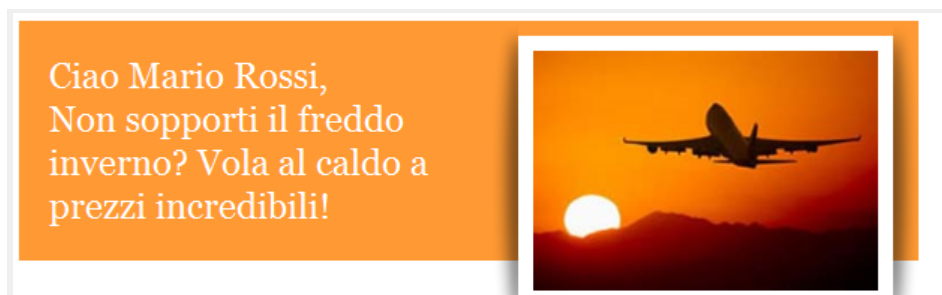 Ciao Mario Rossi,
Non sopporti il freddo
inverno? Vola al caldo a
prezzi incredibili!